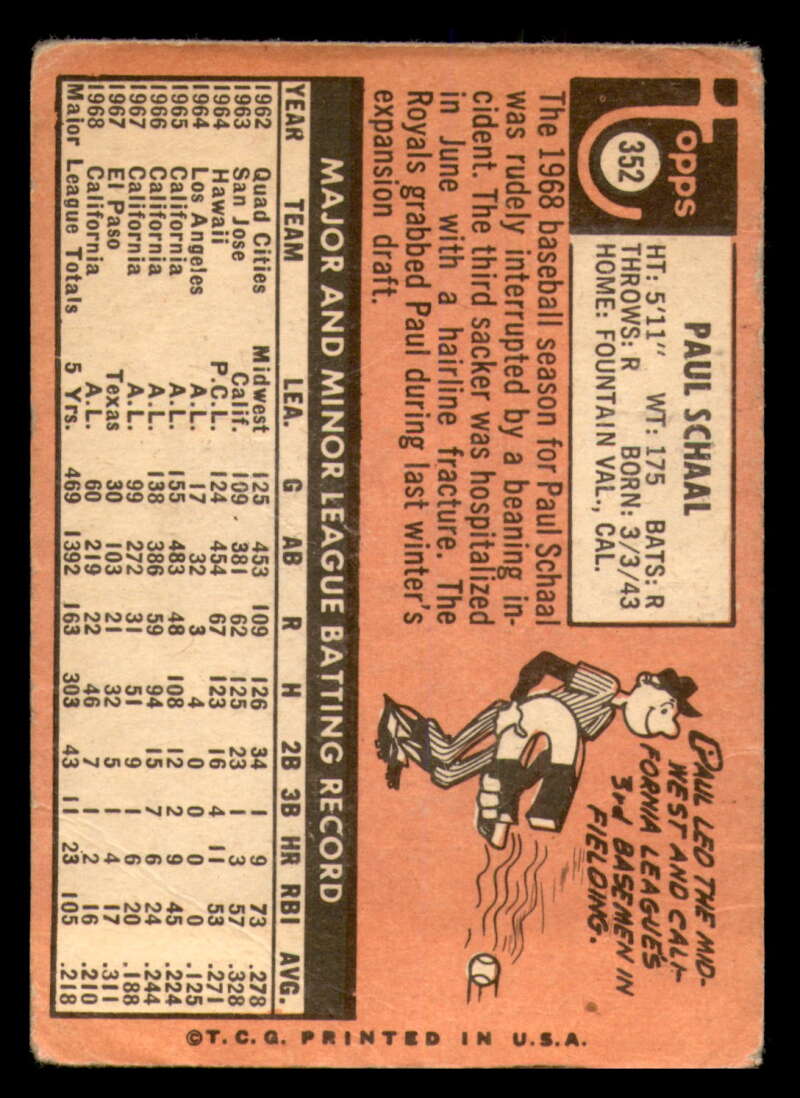 Topps
352
PAUL SCHAAL
HT: 5'11" WT: 175 BATS: R
THROWS: R BORN: 3/3/43
HOME: FOUNTAIN VAL., CAL.
The 1968 baseball season for Paul Schaal
was rudely interrupted by a beaning in-
cident. The third sacker was hospitalized
in June with a hairline fracture. The
Royals grabbed Paul during last winter's
expansion draft.
PAUL LED THE MID-
WEST AND CALI-
FORNIA LEAGUE'S
3rd BASEMEN IN
FIELDING.
MAJOR AND MINOR LEAGUE BATTING RECORD
YEAR TEAM LEA. G AB R H 2B 3B HR RBI AVG.
1962 Quad Cities Midwest 125 453 109 126 34 1 9 73 .278
1963 San Jose Calif. 109 381 62 125 23 1 3 57 .328
1964 Hawaii P.C.L. 124 454 67 123 16 4 11 53 .271
1964 Los Angeles A.L. 17 32 3 4 0 0 0 0 .125
1965 California A.L. 155 483 48 108 12 2 9 45 .224
1966 California A.L. 138 386 59 94 15 7 6 24 .244
1967 California A.L. 99 272 31 51 9 1 6 20 .188
1967 El Paso Texas 30 103 21 32 5 1 4 17 .311
1968 California A.L. 60 219 22 46 7 1 2 16 .210
Major League Totals 5 Yrs. 469 1392 163 303 43 11 23 105 .218
©T.C.G. PRINTED IN U.S.A.